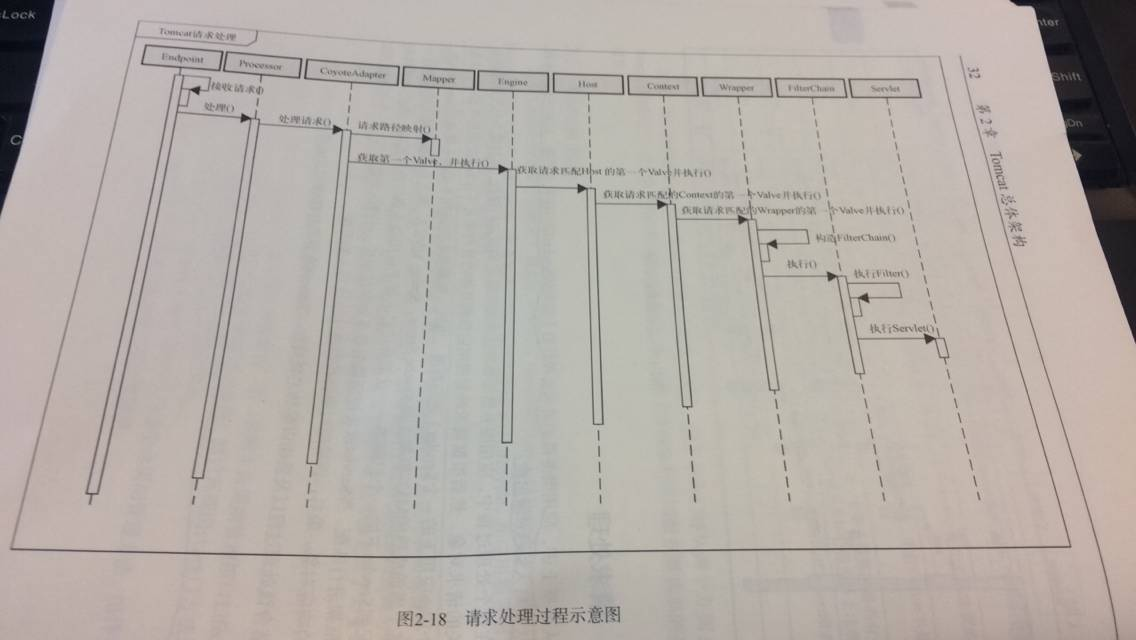 Lock
Tomcat请求处理
Endpoint
Processor
CoyoteAdapter
Mapper
Engine
Host
Context
Wrapper
FilterChain
Servlet
接收请求()
处理()
处理请求()
请求路径映射()
获取第一个Valve，并执行()
获取请求匹配Host 的第一个Valve并执行()
获取请求匹配的Context的第一个Valve并执行()
获取请求匹配的Wrapper的第一个Valve并执行()
构造FilterChain()
执行()
执行Filter()
执行Servlet()
图2-18 请求处理过程示意图
32 第 2 章 Tomcat 总体架构
Shift